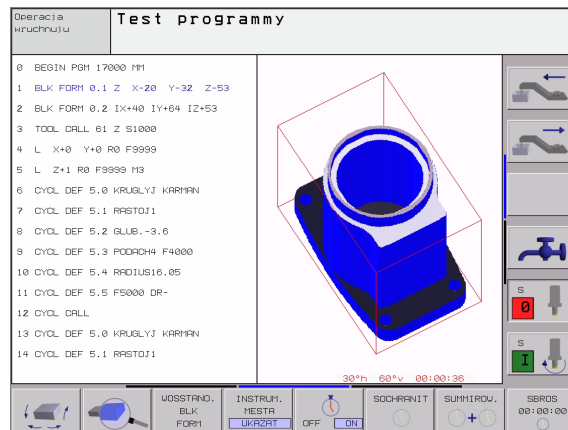 Operacja
wruchnuju
Test programmy
0 BEGIN PGM 17000 MM
1 BLK FORM 0.1 Z X-20 Y-32 Z-53
2 BLK FORM 0.2 IX+40 IY+64 IZ+53
3 TOOL CALL 61 Z S1000
4 L X+0 Y+0 R0 F9999
5 L Z+1 R0 F9999 M3
6 CYCL DEF 5.0 KRUGLYJ KARMAN
7 CYCL DEF 5.1 RASTOJ1
8 CYCL DEF 5.2 GLUB.-3.6
9 CYCL DEF 5.3 PODACH4 F4000
10 CYCL DEF 5.4 RADIUS16.05
11 CYCL DEF 5.5 F5000 DR-
12 CYCL CALL
13 CYCL DEF 5.0 KRUGLYJ KARMAN
14 CYCL DEF 5.1 RASTOJ1
30°h 60°v 00:00:36
S
0
S
I
WOSSTANO.
BLK
FORM
INSTRUM.
MESTA
UKAZAT
OFF ON
SOCHRANIT
SUMMIROW.
+
SBROS
00:00:00